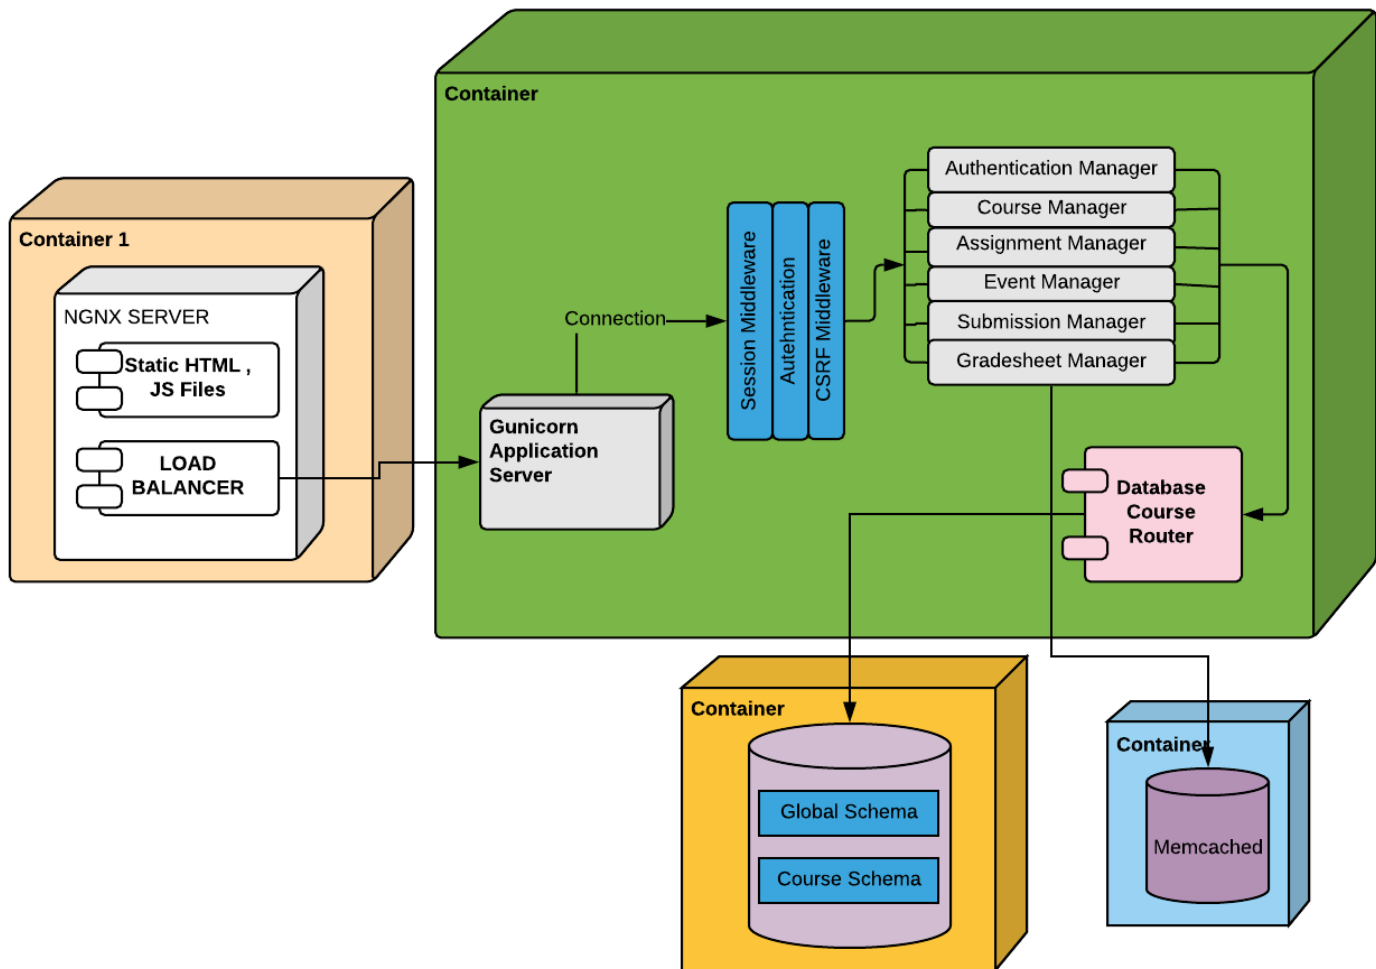 Container
Container 1
NGNX SERVER
Static HTML ,
JS Files
LOAD
BALANCER
Gunicorn
Application
Server
Connection
Session Middleware
Autehntication
CSRF Middleware
Authentication Manager
Course Manager
Assignment Manager
Event Manager
Submission Manager
Gradesheet Manager
Database
Course
Router
Container
Global Schema
Course Schema
Container
Memcached